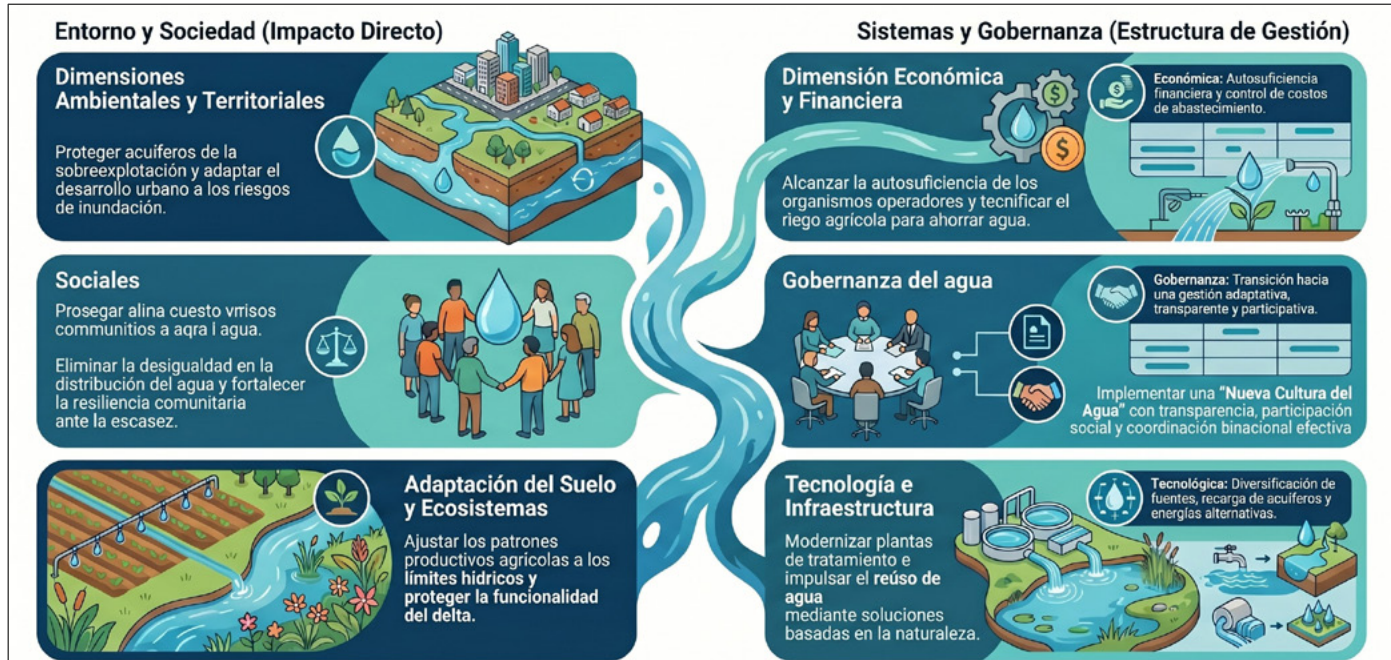 Entorno y Sociedad (Impacto Directo)
Dimensiones
Ambientales y Territoriales
Proteger acuíferos de la
sobreexplotación y adaptar el
desarrollo urbano a los riesgos
de inundación.
Sociales
Prosegar alina cuesto vrrisos
communitios a aqra i agua.
Eliminar la desigualdad en la
distribución del agua y fortalecer
la resiliencia comunitaria
ante la escasez.
Adaptación del Suelo
y Ecosistemas
Ajustar los patrones
productivos agrícolas a los
límites hídricos y
proteger la funcionalidad
del delta.
Sistemas y Gobernanza (Estructura de Gestión)
Dimensión Económica
y Financiera
Económica: Autosuficiencia
financiera y control de costos
de abastecimiento.
Alcanzar la autosuficiencia de los
organismos operadores y tecnificar el
riego agrícola para ahorrar agua.
Gobernanza del agua
Gobernanza: Transición hacia
una gestión adaptativa,
transparente y participativa.
Implementar una “Nueva Cultura del
Agua” con transparencia, participación
social y coordinación binacional efectiva
Tecnología e
Infraestructura
Tecnológica: Diversificación de
fuentes, recarga de acuíferos y
energías alternativas.
Modernizar plantas
de tratamiento e
impulsar el reúso de
agua
mediante soluciones
basadas en la naturaleza.